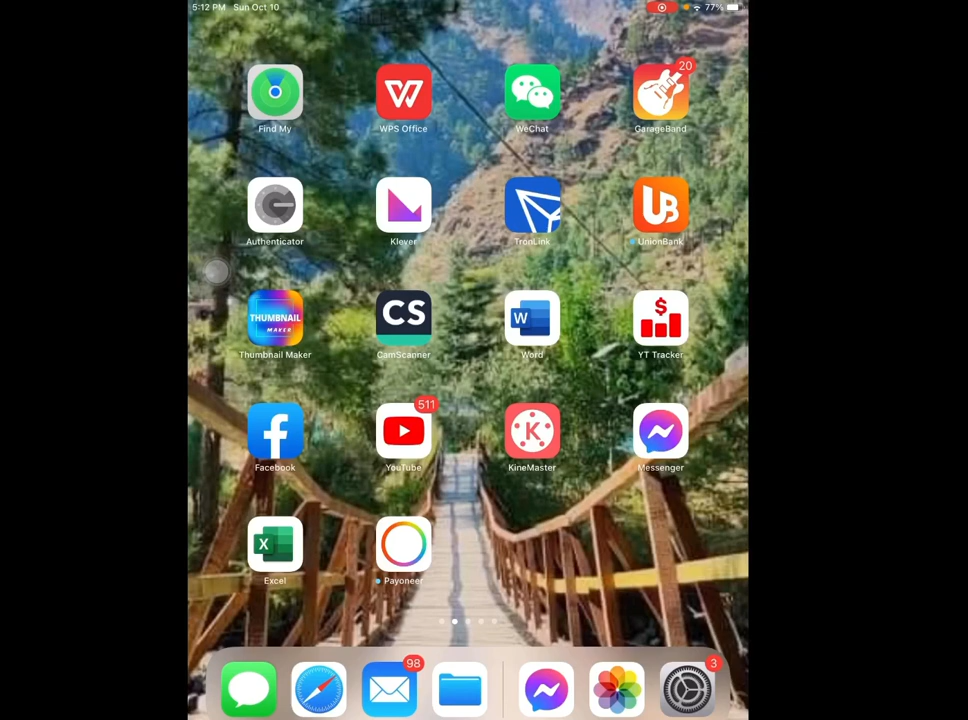 5:12 PM Sun Oct 10
77%
20
Find My
WPS Office
WeChat
GarageBand
UB
Authenticator
Klever
TronLink
UnionBank
THUMBNAIL
MAKER
CS
W
$
Thumbnail Maker
CamScanner
Word
YT Tracker
511
K
Facebook
YouTube
KineMaster
Messenger
X
Excel
Payoneer
98
3